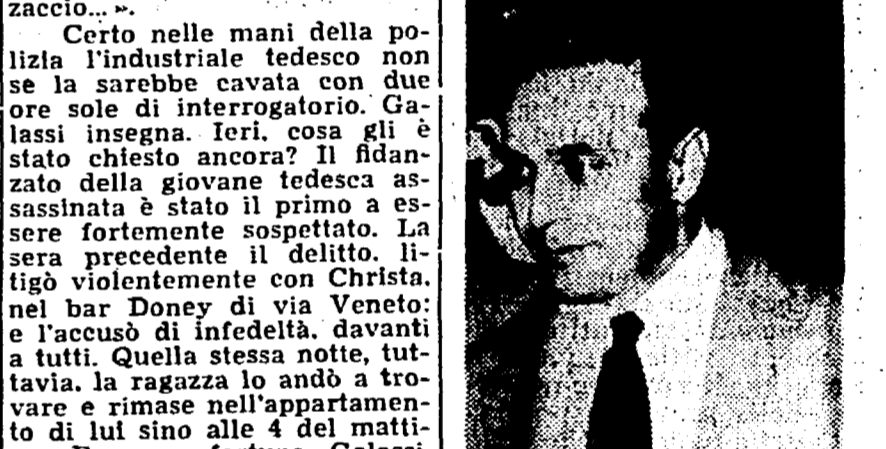 zaccio... ».
Certo nelle mani della po-
lizia l'industriale tedesco non
se la sarebbe cavata con due
ore sole di interrogatorio. Ga-
lassi insegna. Ieri. cosa gli è
stato chiesto ancora? Il fidan-
zato della giovane tedesca as-
sassinata è stato il primo a es-
sere fortemente sospettato. La
sera precedente il delitto. li-
tigò violentemente con Christa.
nel bar Doney di via Veneto:
e l'accusò di infedeltà. davanti
a tutti. Quella stessa notte, tut-
tavia. la ragazza lo andò a tro-
vare e rimase nell'appartamen-
to di lui sino alle 4 del matti-